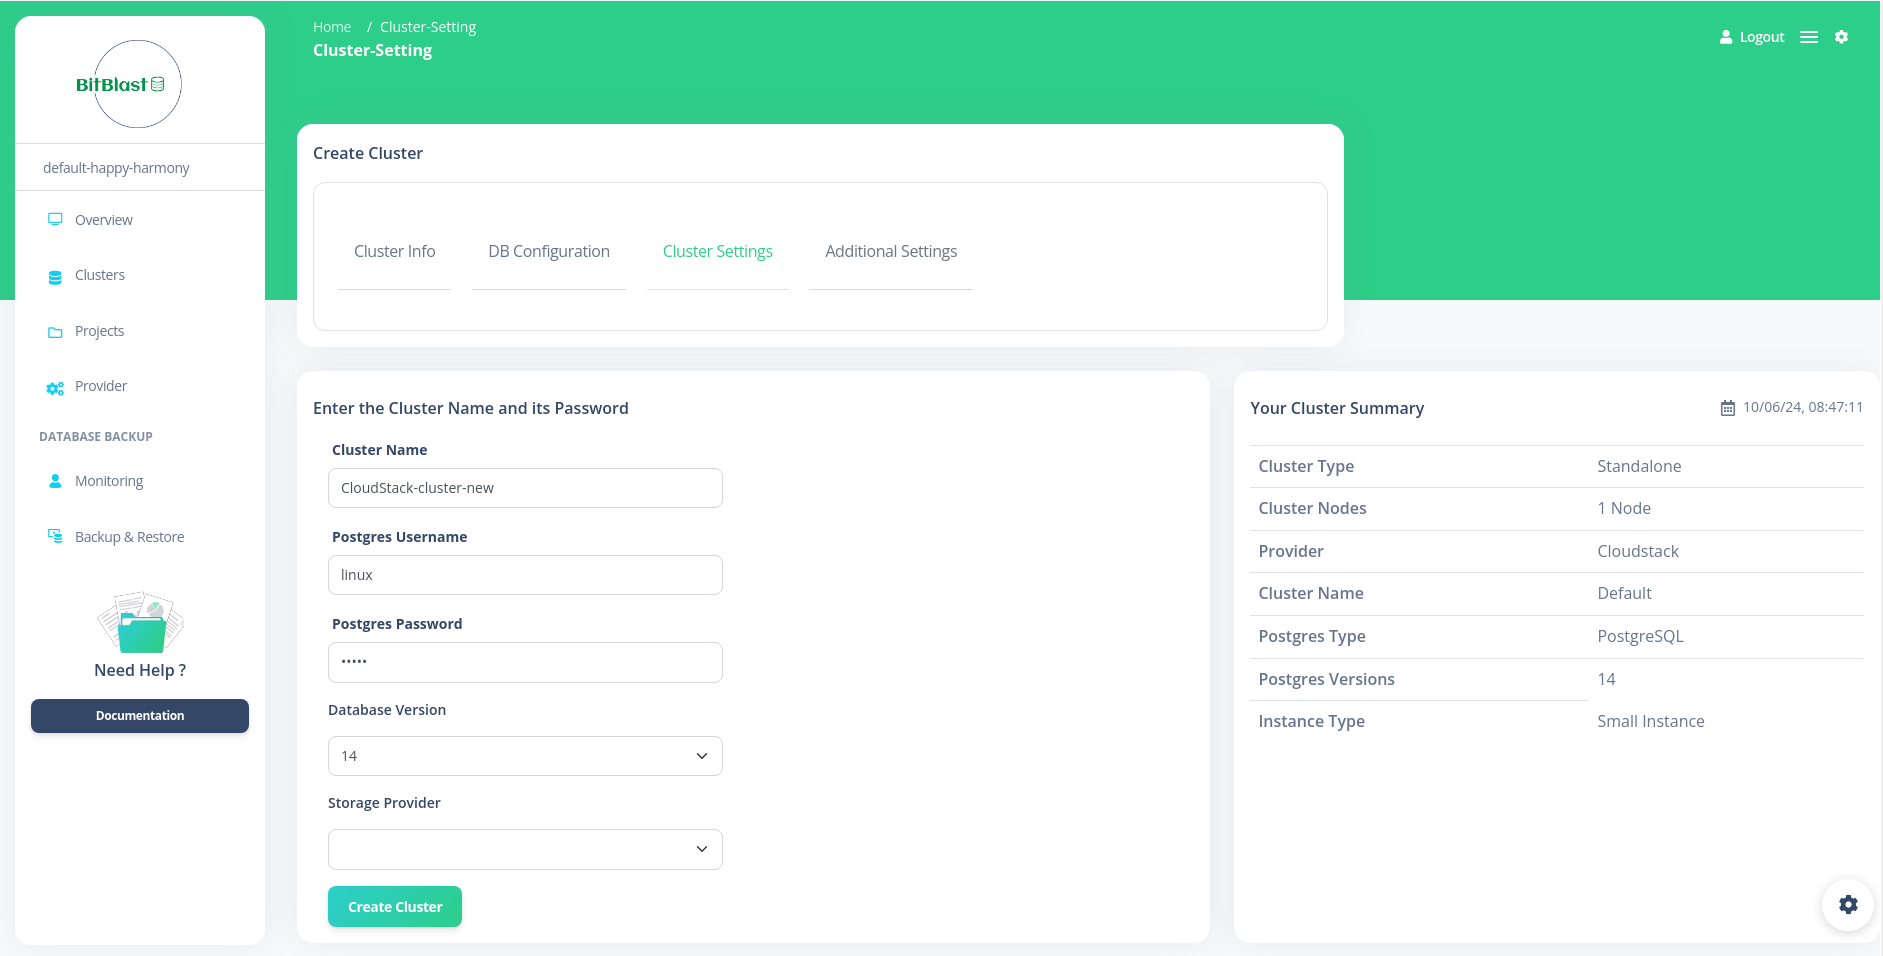 BitBlast
default-happy-harmony
Overview
Clusters
Projects
Provider
DATABASE BACKUP
Monitoring
Backup & Restore
Need Help ?
Documentation
Home / Cluster-Setting
Cluster-Setting
Logout
Create Cluster
Cluster Info DB Configuration Cluster Settings Additional Settings
Enter the Cluster Name and its Password
Cluster Name
CloudStack-cluster-new
Postgres Username
linux
Postgres Password
•••••
Database Version
14
Storage Provider
Create Cluster
Your Cluster Summary 10/06/24, 08:47:11
Cluster Type Standalone
Cluster Nodes 1 Node
Provider Cloudstack
Cluster Name Default
Postgres Type PostgreSQL
Postgres Versions 14
Instance Type Small Instance